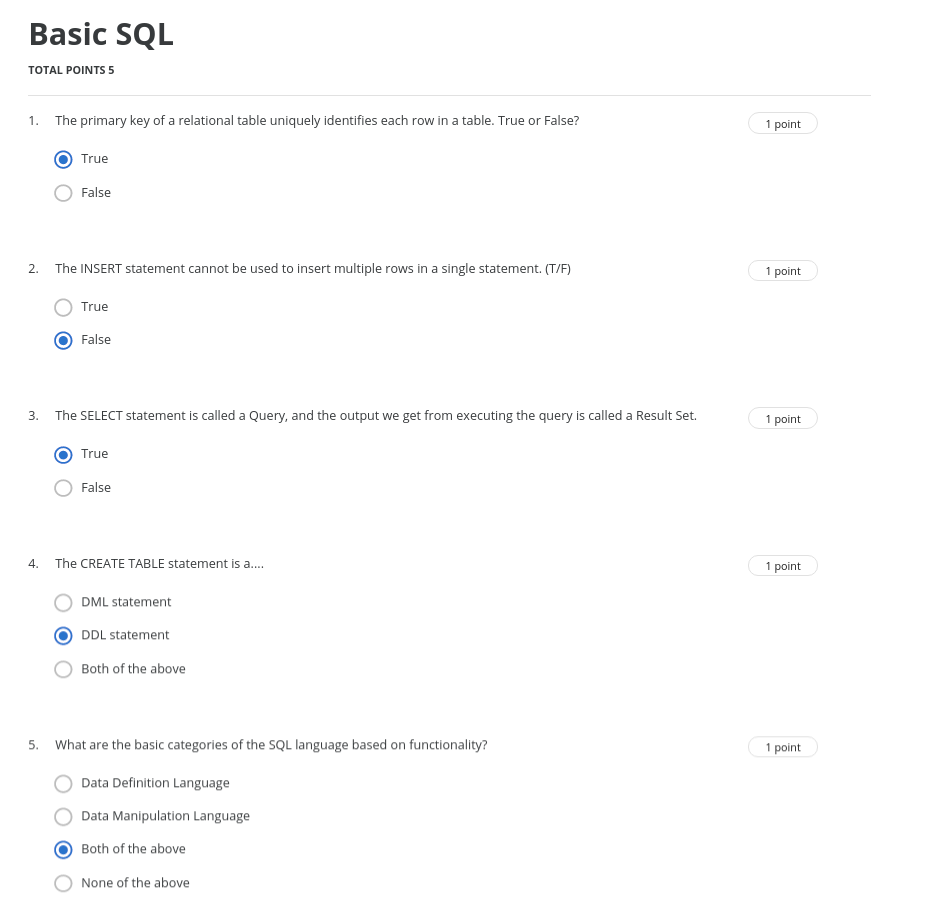 Basic SQL
TOTAL POINTS 5
1. The primary key of a relational table uniquely identifies each row in a table. True or False? 1 point
True
False
2. The INSERT statement cannot be used to insert multiple rows in a single statement. (T/F) 1 point
True
False
3. The SELECT statement is called a Query, and the output we get from executing the query is called a Result Set. 1 point
True
False
4. The CREATE TABLE statement is a.... 1 point
DML statement
DDL statement
Both of the above
5. What are the basic categories of the SQL language based on functionality? 1 point
Data Definition Language
Data Manipulation Language
Both of the above
None of the above